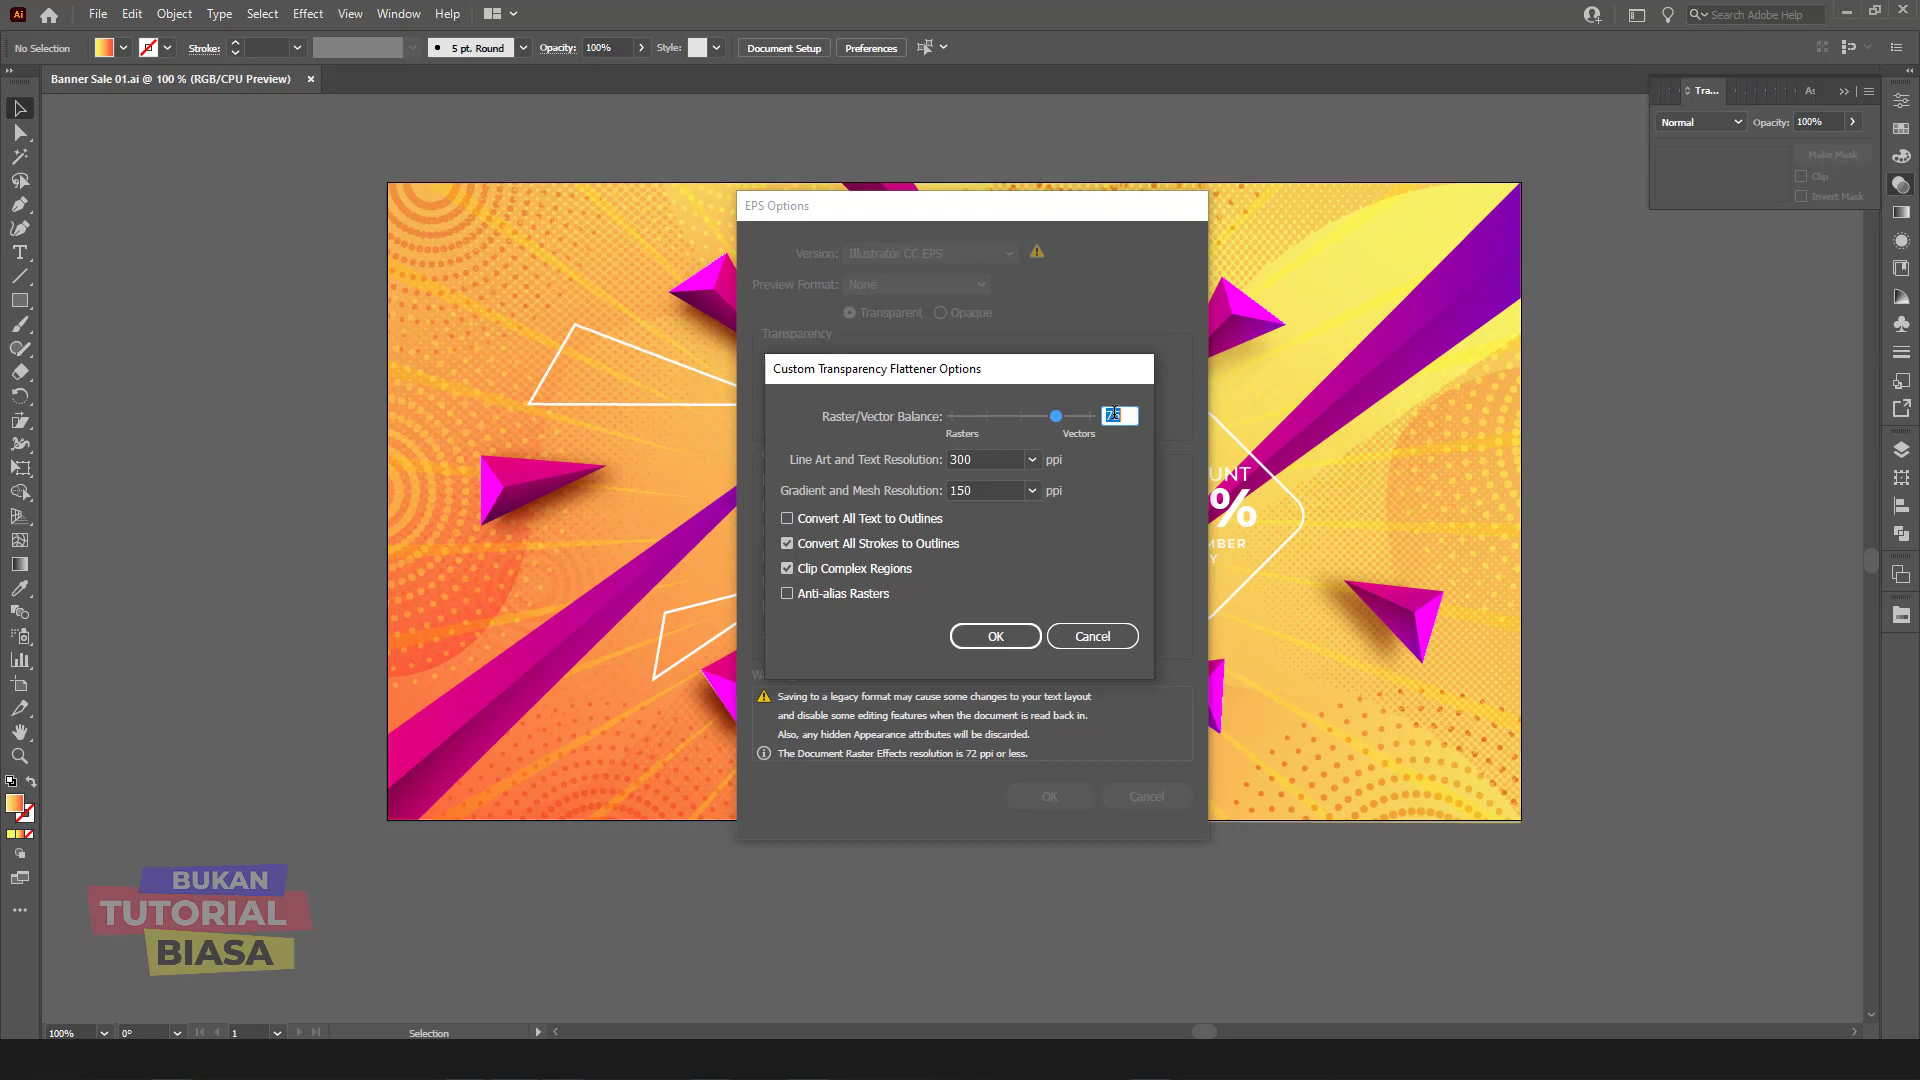 Ai File Edit Object Type Select Effect View Window Help Search Adobe Help
No Selection Stroke: 5 pt. Round Opacity: 100% Style: Document Setup Preferences
Banner Sale 01.ai @ 100 % (RGB/CPU Preview) ×
Tra... As
Normal Opacity: 100%
Make Mask
Clip
Invert Mask
EPS Options
Version: Illustrator CC EPS
Preview Format: None
Transparent Opaque
Transparency
Custom Transparency Flattener Options
Raster/Vector Balance:
Rasters Vectors
Line Art and Text Resolution: 300 ppi
Gradient and Mesh Resolution: 150 ppi
Convert All Text to Outlines
Convert All Strokes to Outlines
Clip Complex Regions
Anti-alias Rasters
OK Cancel
UNT
%
MBER
Y
Saving to a legacy format may cause some changes to your text layout
and disable some editing features when the document is read back in.
Also, any hidden Appearance attributes will be discarded.
The Document Raster Effects resolution is 72 ppi or less.
OK Cancel
BUKAN
TUTORIAL
BIASA
100% 0° 1 Selection